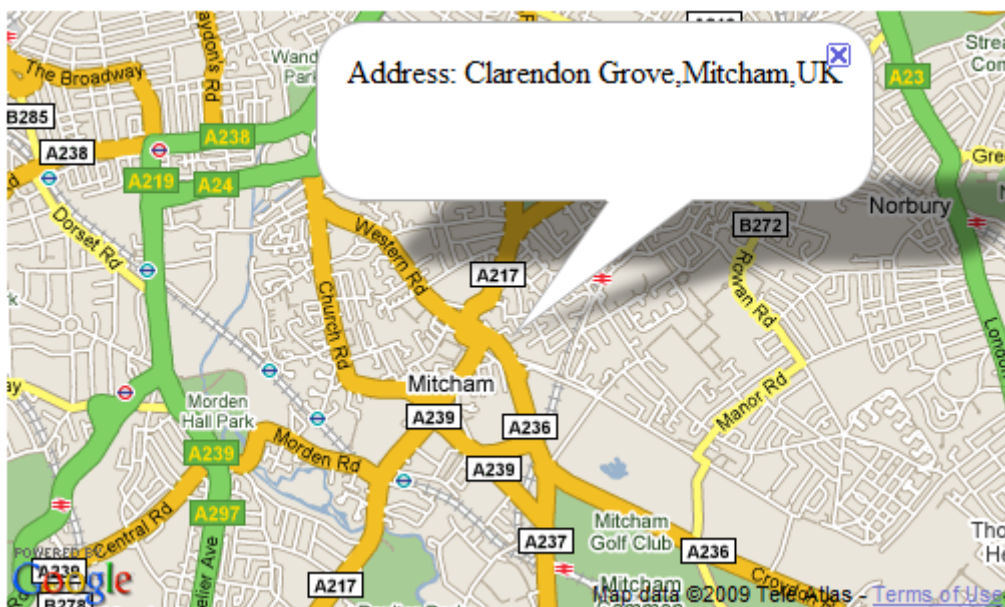 Address: Clarendon Grove,Mitcham,UK
The Broadway
B285
A238
A238
A219
A24
A23
Norbury
B272
Dorset Rd
Western Rd
A217
Church Rd
Rowan Rd
Mitcham
Manor Rd
Morden
Hall Park
A239
A236
A239
Morden Rd
A239
A297
Central Rd
Mitcham
Golf Club
A237
A236
A217
POWERED BY
Google
A239
B278
Mitcham
Common
Map data ©2009 Tele Atlas - Terms of Use